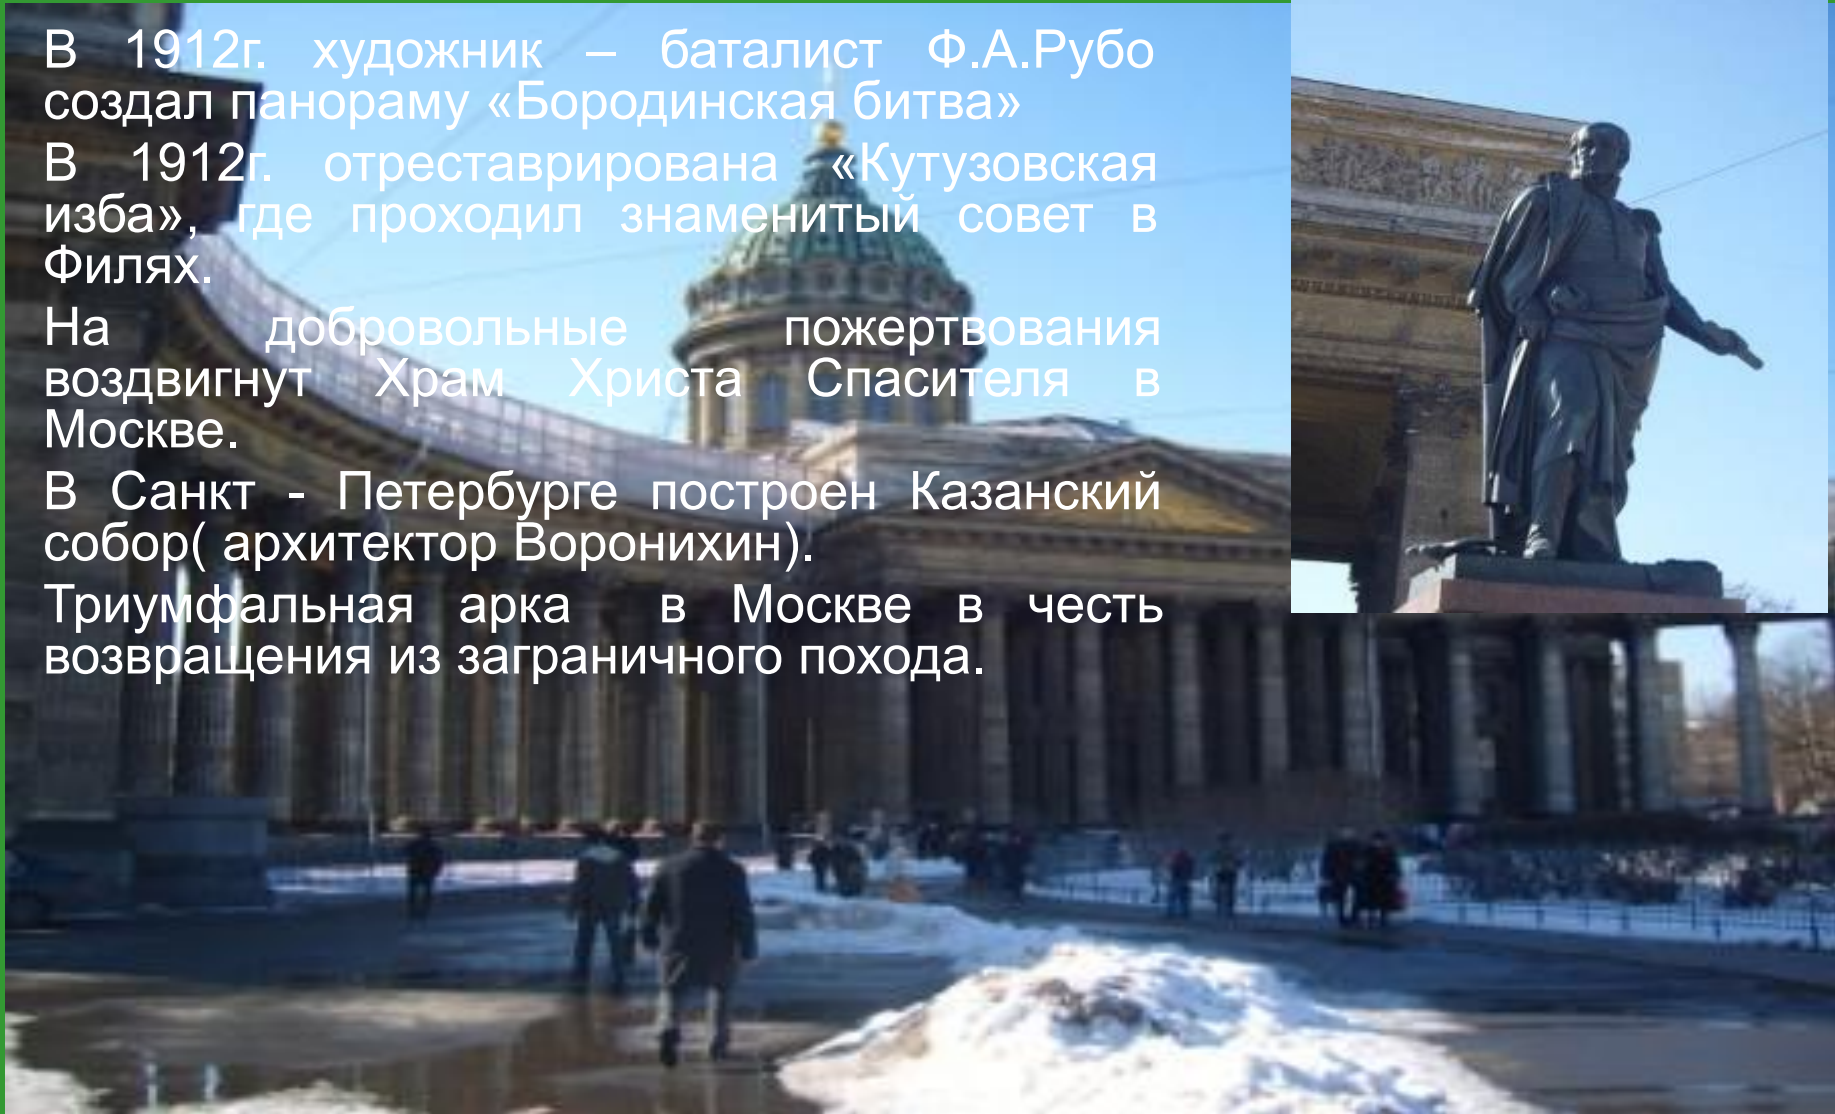 В 1912г. художник – баталист Ф.А.Рубо
создал панораму «Бородинская битва»
В 1912г. отреставрирована «Кутузовская
изба», где проходил знаменитый совет в
Филях.
На добровольные пожертвования
воздвигнут Храм Христа Спасителя в
Москве.
В Санкт - Петербурге построен Казанский
собор( архитектор Воронихин).
Триумфальная арка в Москве в честь
возвращения из заграничного похода.